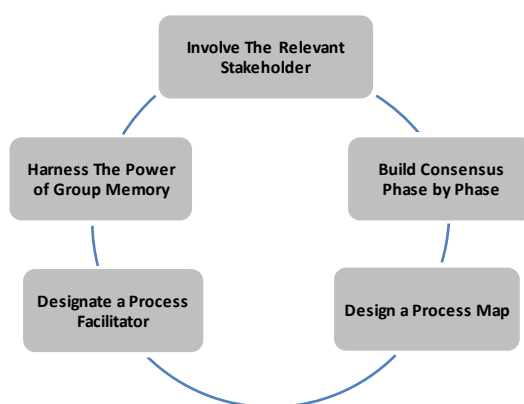 Involve The Relevant
Stakeholder
Build Consensus
Phase by Phase
Design a Process Map
Designate a Process
Facilitator
Harness The Power
of Group Memory